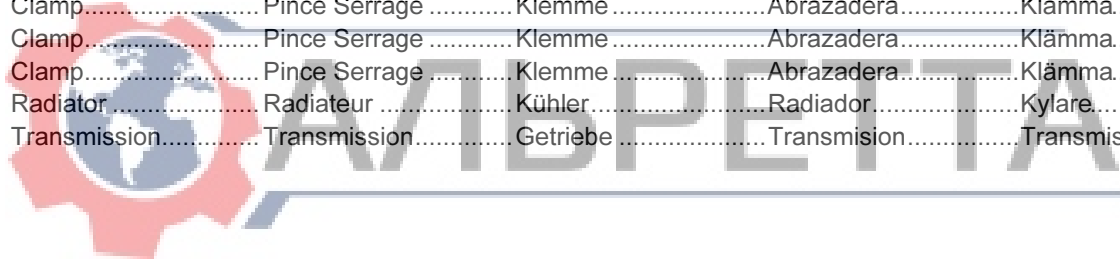 Clamp..........................Pince Serrage ............Klemme.......................Abrazadera..................Klämma.
Clamp..........................Pince Serrage ............Klemme.......................Abrazadera..................Klämma.
Clamp..........................Pince Serrage ............Klemme.......................Abrazadera..................Klämma.
Radiator......................Radiateur ...................Kühler..........................Radiador......................Kylare....
Transmission..............Transmission..............Getriebe ......................Transmision.................Transmis
АЛЬРЕТТА